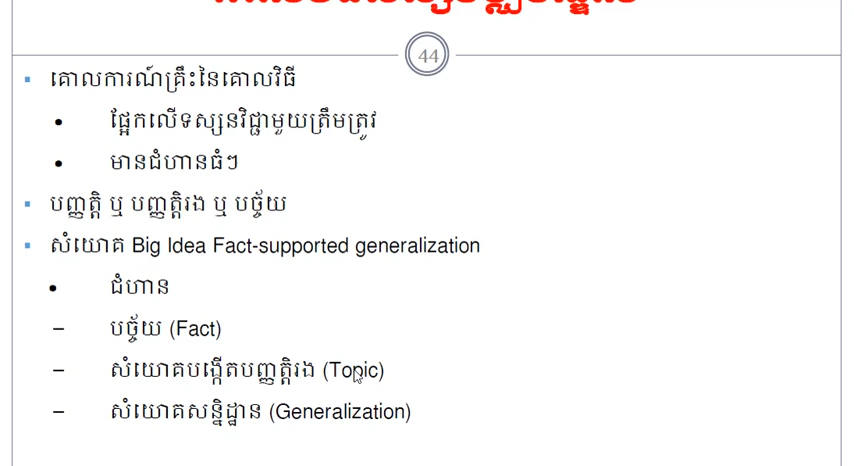 44
▪ គោលការណ៍គ្រឹះនៃគោលវិធី
• ផ្អែកលើទស្សនវិជ្ជាមួយត្រឹមត្រូវ
• មានជំហានធំៗ
▪ បញ្ញត្តិ ឬ បញ្ញត្តិរង ឬ បច្ច័យ
▪ សំយោគ Big Idea Fact-supported generalization
• ជំហាន
– បច្ច័យ (Fact)
– សំយោគបង្កើតបញ្ញត្តិរង (Topic)
– សំយោគសន្និដ្ឋាន (Generalization)